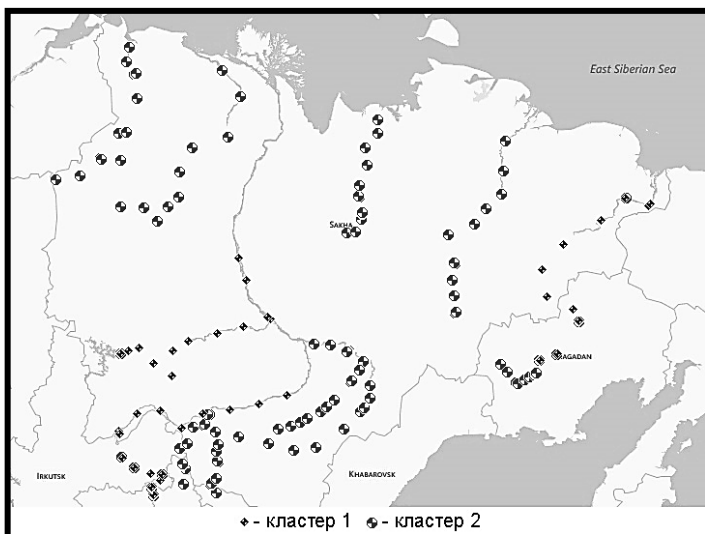 East Siberian Sea
SAKHA
MAGADAN
IRKUTSK
KHABAROVSK
- кластер 1 - кластер 2